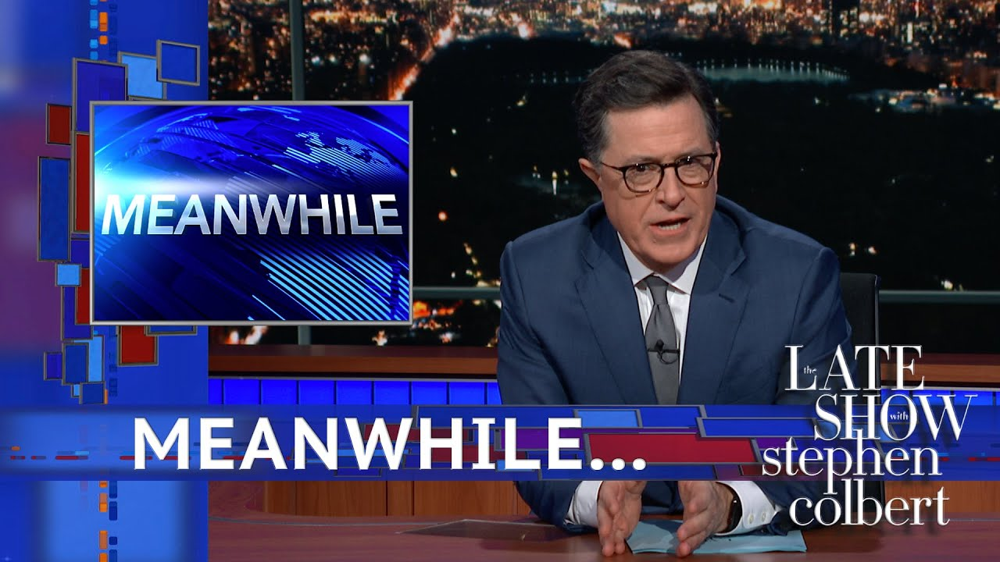 MEANWHILE
MEANWHILE...
the LATE
SHOW with
stephen
colbert